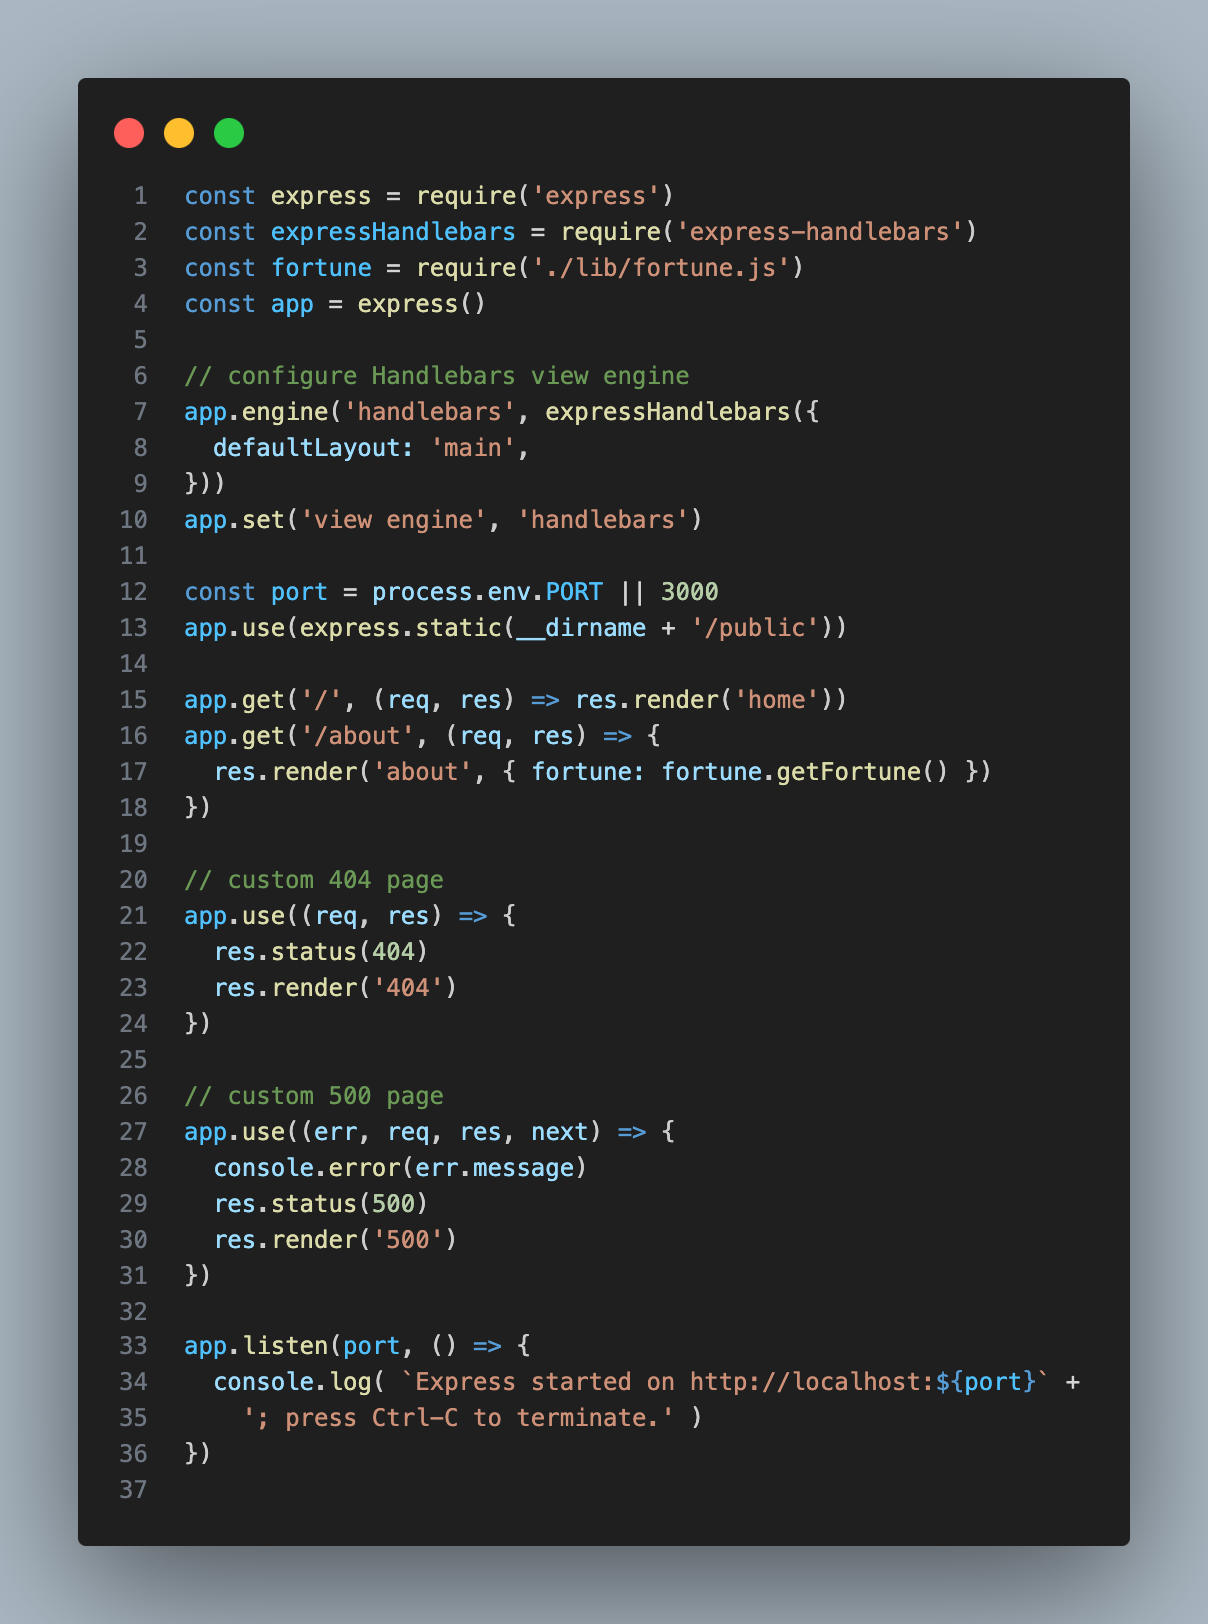 1 const express = require('express')
2 const expressHandlebars = require('express-handlebars')
3 const fortune = require('./lib/fortune.js')
4 const app = express()
5
6 // configure Handlebars view engine
7 app.engine('handlebars', expressHandlebars({
8   defaultLayout: 'main',
9 }))
10 app.set('view engine', 'handlebars')
11
12 const port = process.env.PORT || 3000
13 app.use(express.static(__dirname + '/public'))
14
15 app.get('/', (req, res) => res.render('home'))
16 app.get('/about', (req, res) => {
17   res.render('about', { fortune: fortune.getFortune() })
18 })
19
20 // custom 404 page
21 app.use((req, res) => {
22   res.status(404)
23   res.render('404')
24 })
25
26 // custom 500 page
27 app.use((err, req, res, next) => {
28   console.error(err.message)
29   res.status(500)
30   res.render('500')
31 })
32
33 app.listen(port, () => {
34   console.log( `Express started on http://localhost:${port}` +
35     '; press Ctrl-C to terminate.' )
36 })
37